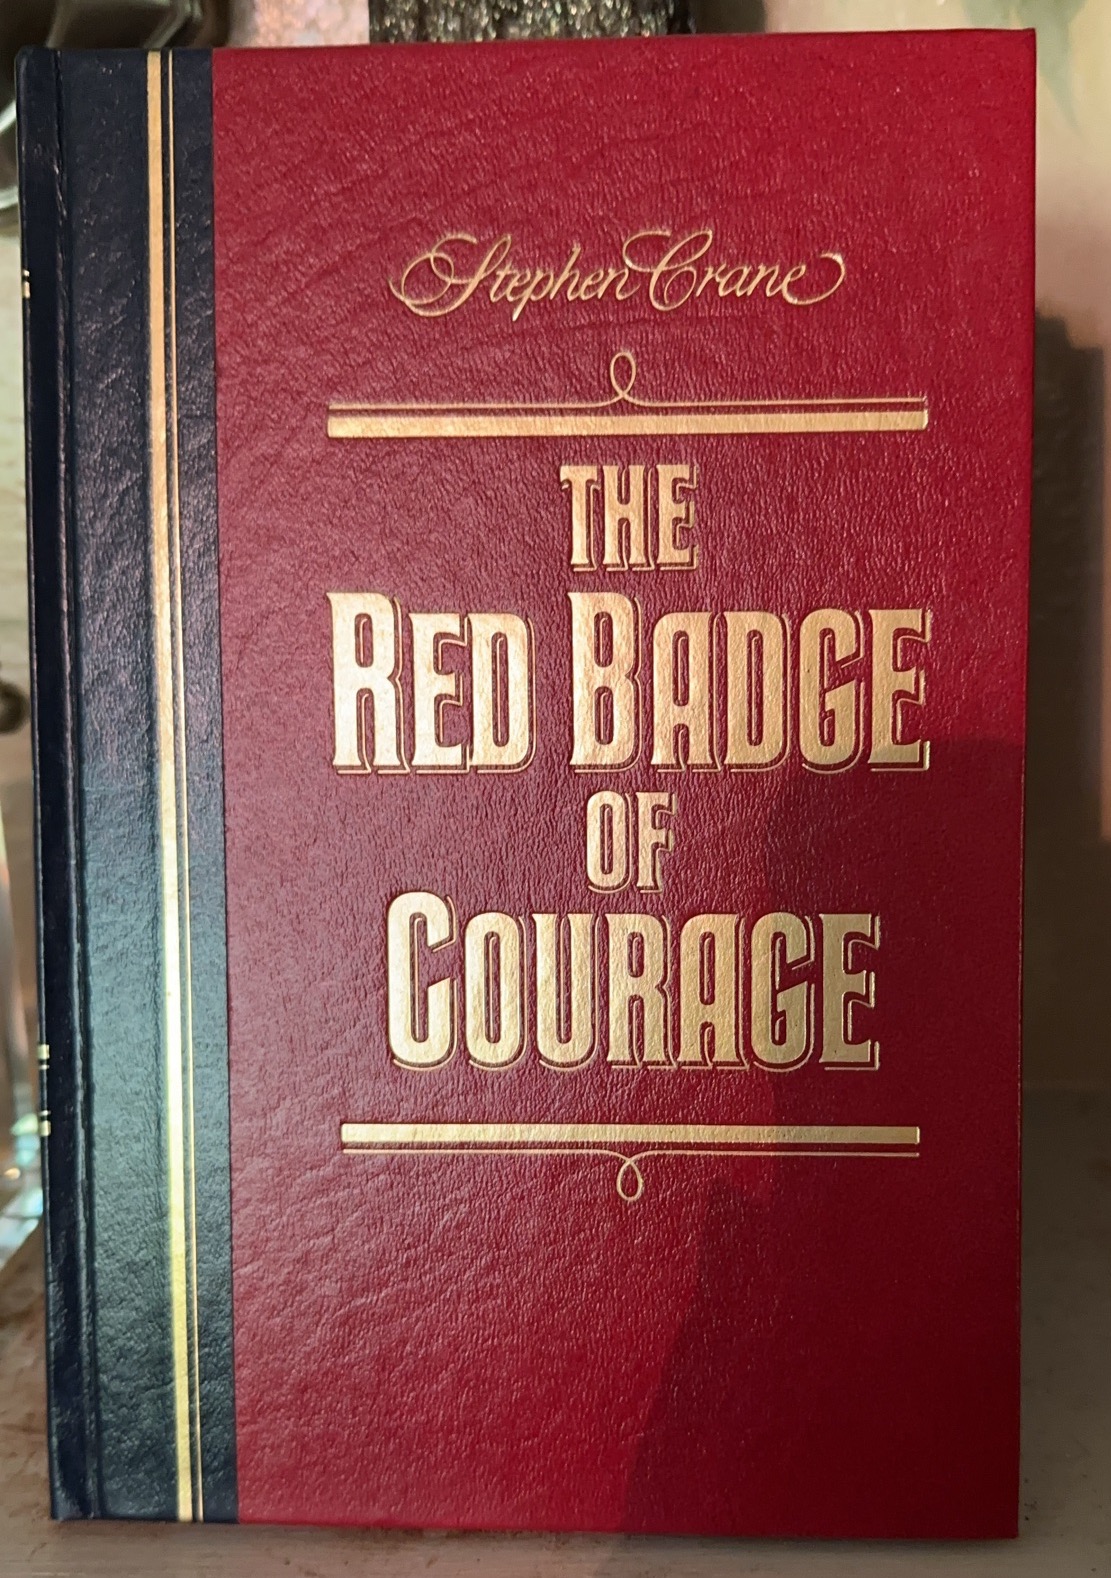 Stephen Crane
THE
RED BADGE
OF
COURAGE